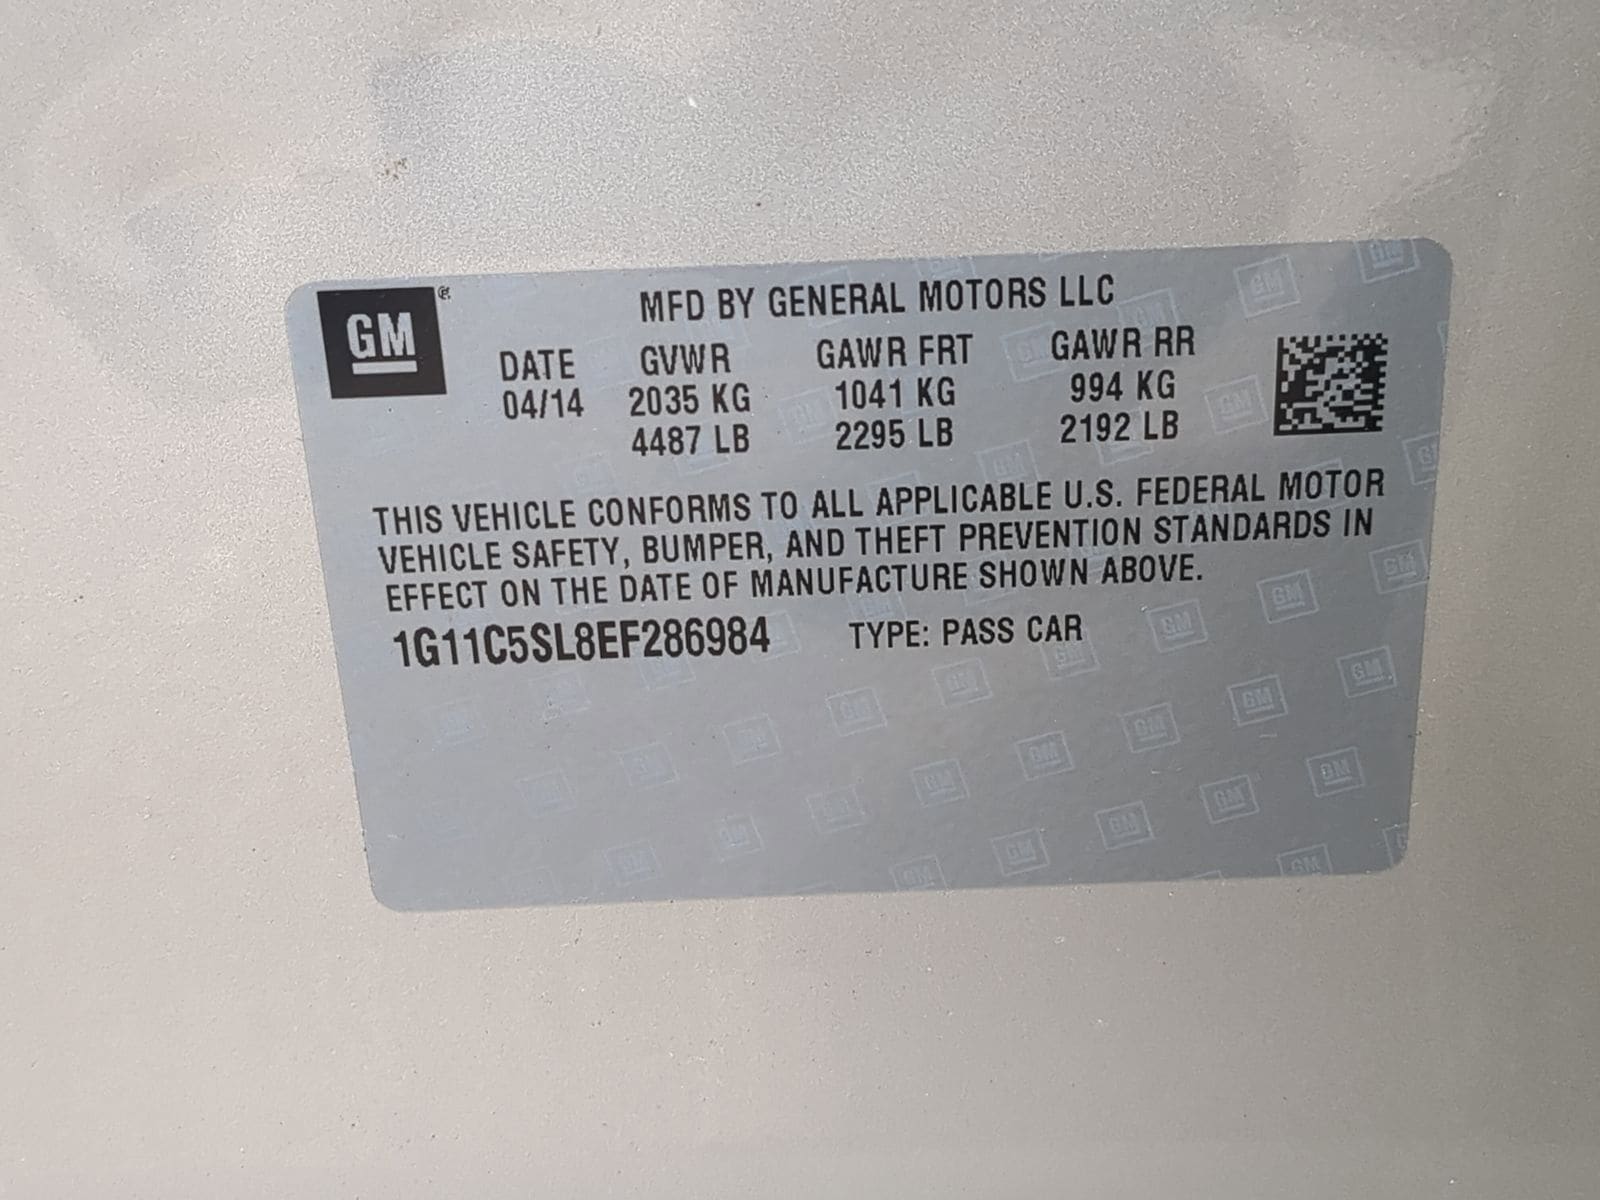 GM
MFD BY GENERAL MOTORS LLC
DATE GVWR GAWR FRT GAWR RR
04/14 2035 KG 1041 KG 994 KG
4487 LB 2295 LB 2192 LB
THIS VEHICLE CONFORMS TO ALL APPLICABLE U.S. FEDERAL MOTOR
VEHICLE SAFETY, BUMPER, AND THEFT PREVENTION STANDARDS IN
EFFECT ON THE DATE OF MANUFACTURE SHOWN ABOVE.
1G11C5SL8EF286984 TYPE: PASS CAR